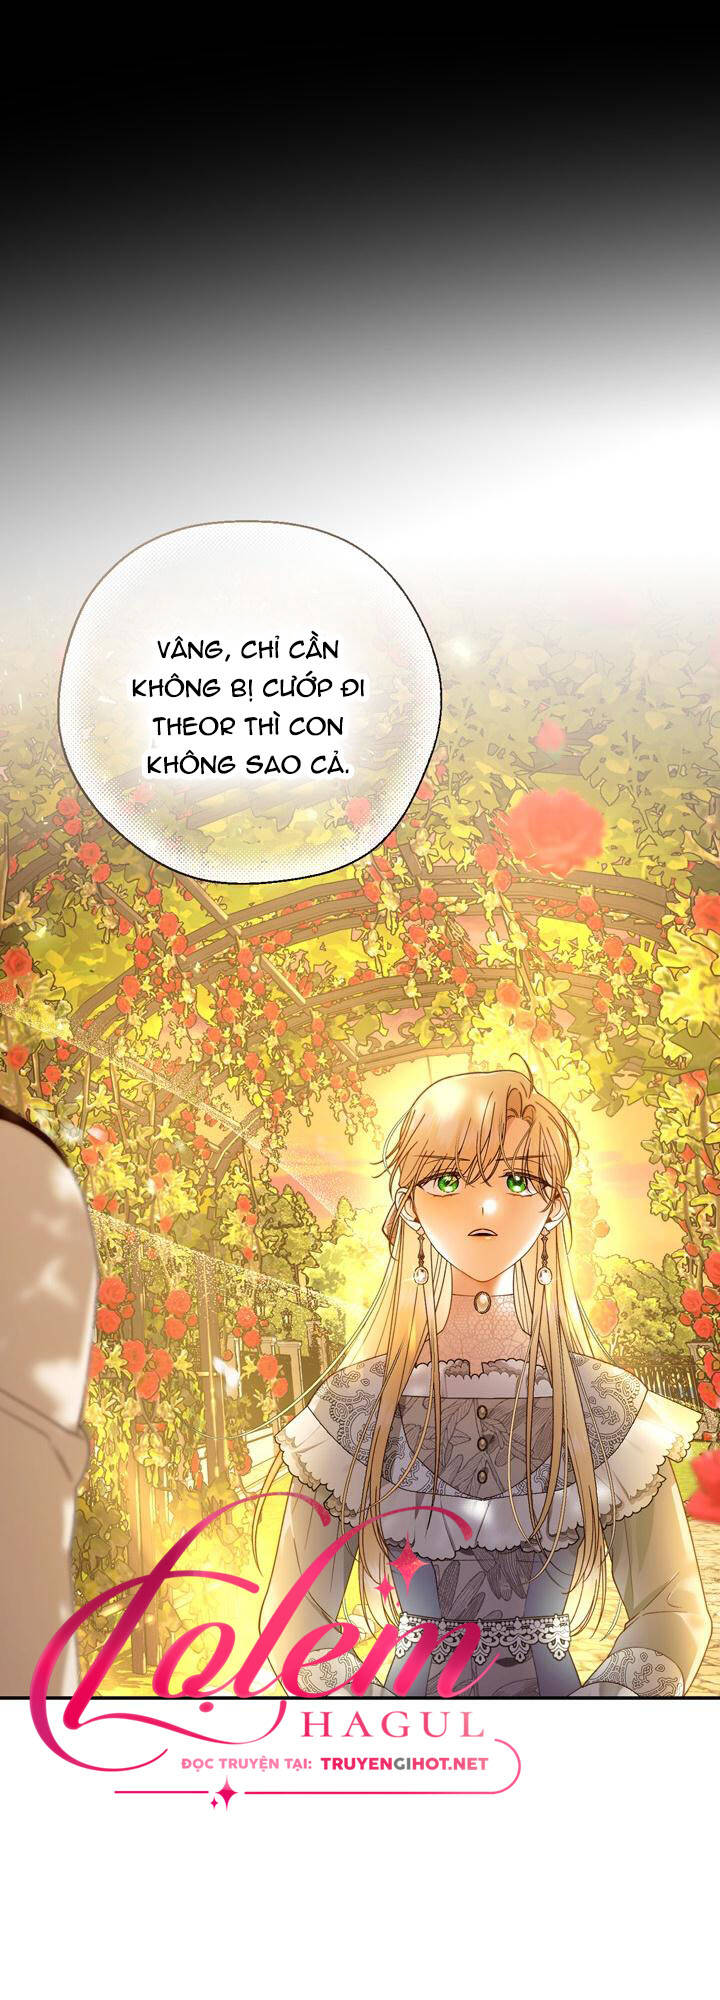 VÂNG, CHỈ CẦN
KHÔNG BỊ CƯỚP ĐI
THEOR THÌ CON
KHÔNG SAO CẢ.
Lọlem
HAGUL
ĐỌC TRUYỆN TẠI: TRUYENGIHOT.NET